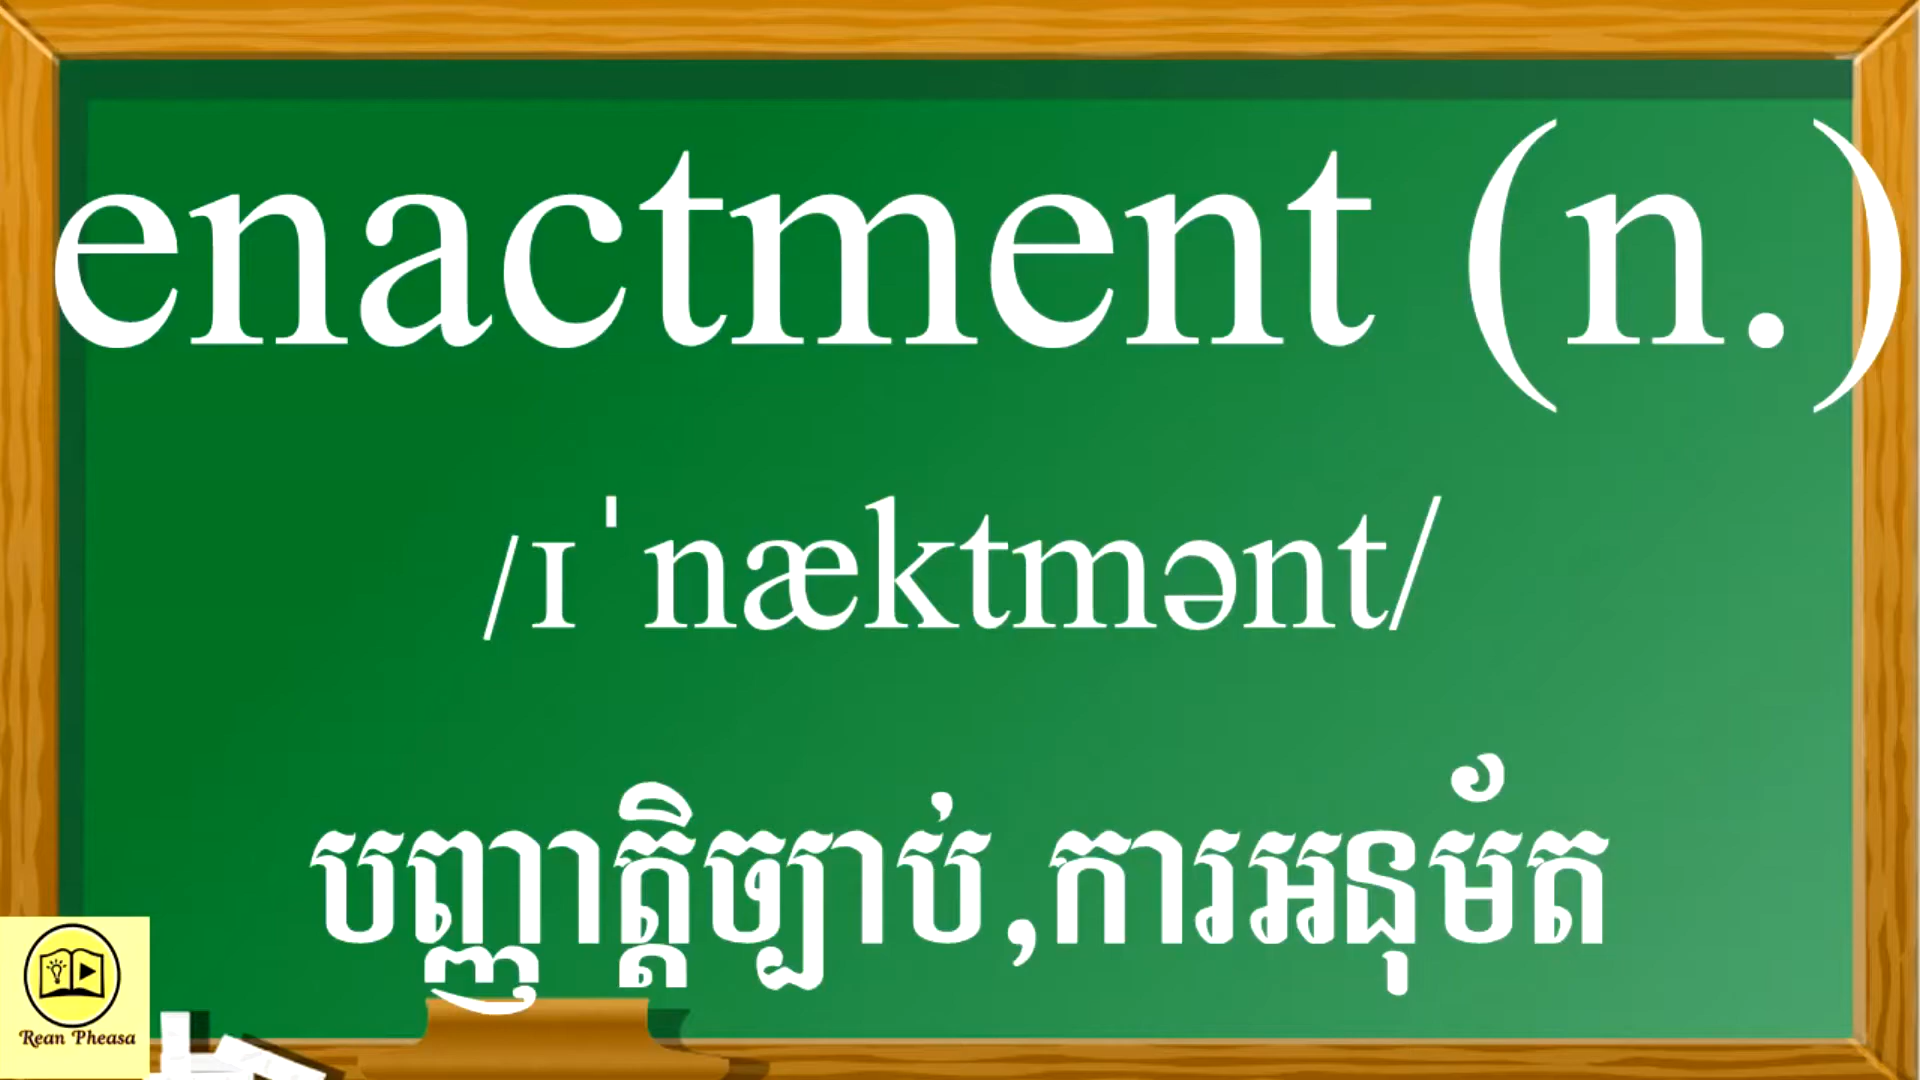 enactment (n.)
/ɪˈnæktmənt/
បញ្ញាត្តិច្បាប់,ការអនុម័ត
Rean Pheasa